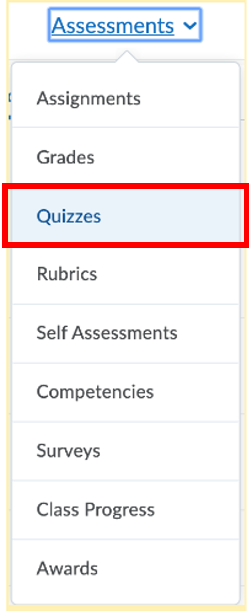 Assessments
Assignments
Grades
Quizzes
Rubrics
Self Assessments
Competencies
Surveys
Class Progress
Awards